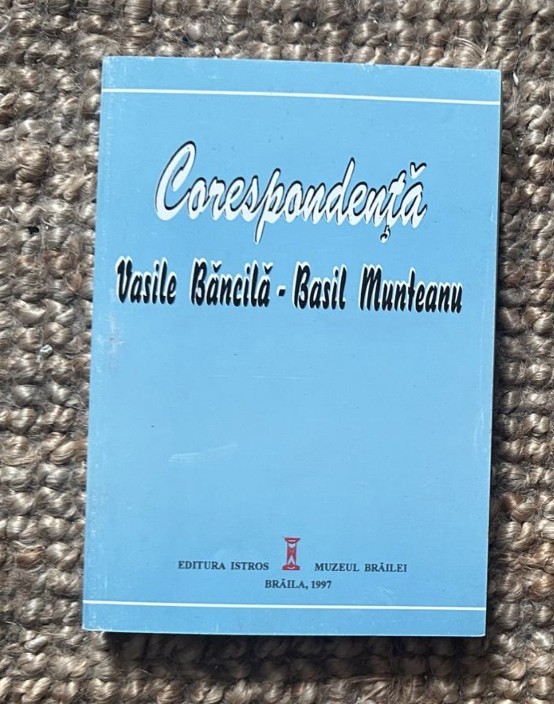 Corespondență
Vasile Băncilă - Basil Munteanu
EDITURA ISTROS MUZEUL BRĂILEI
BRĂILA, 1997